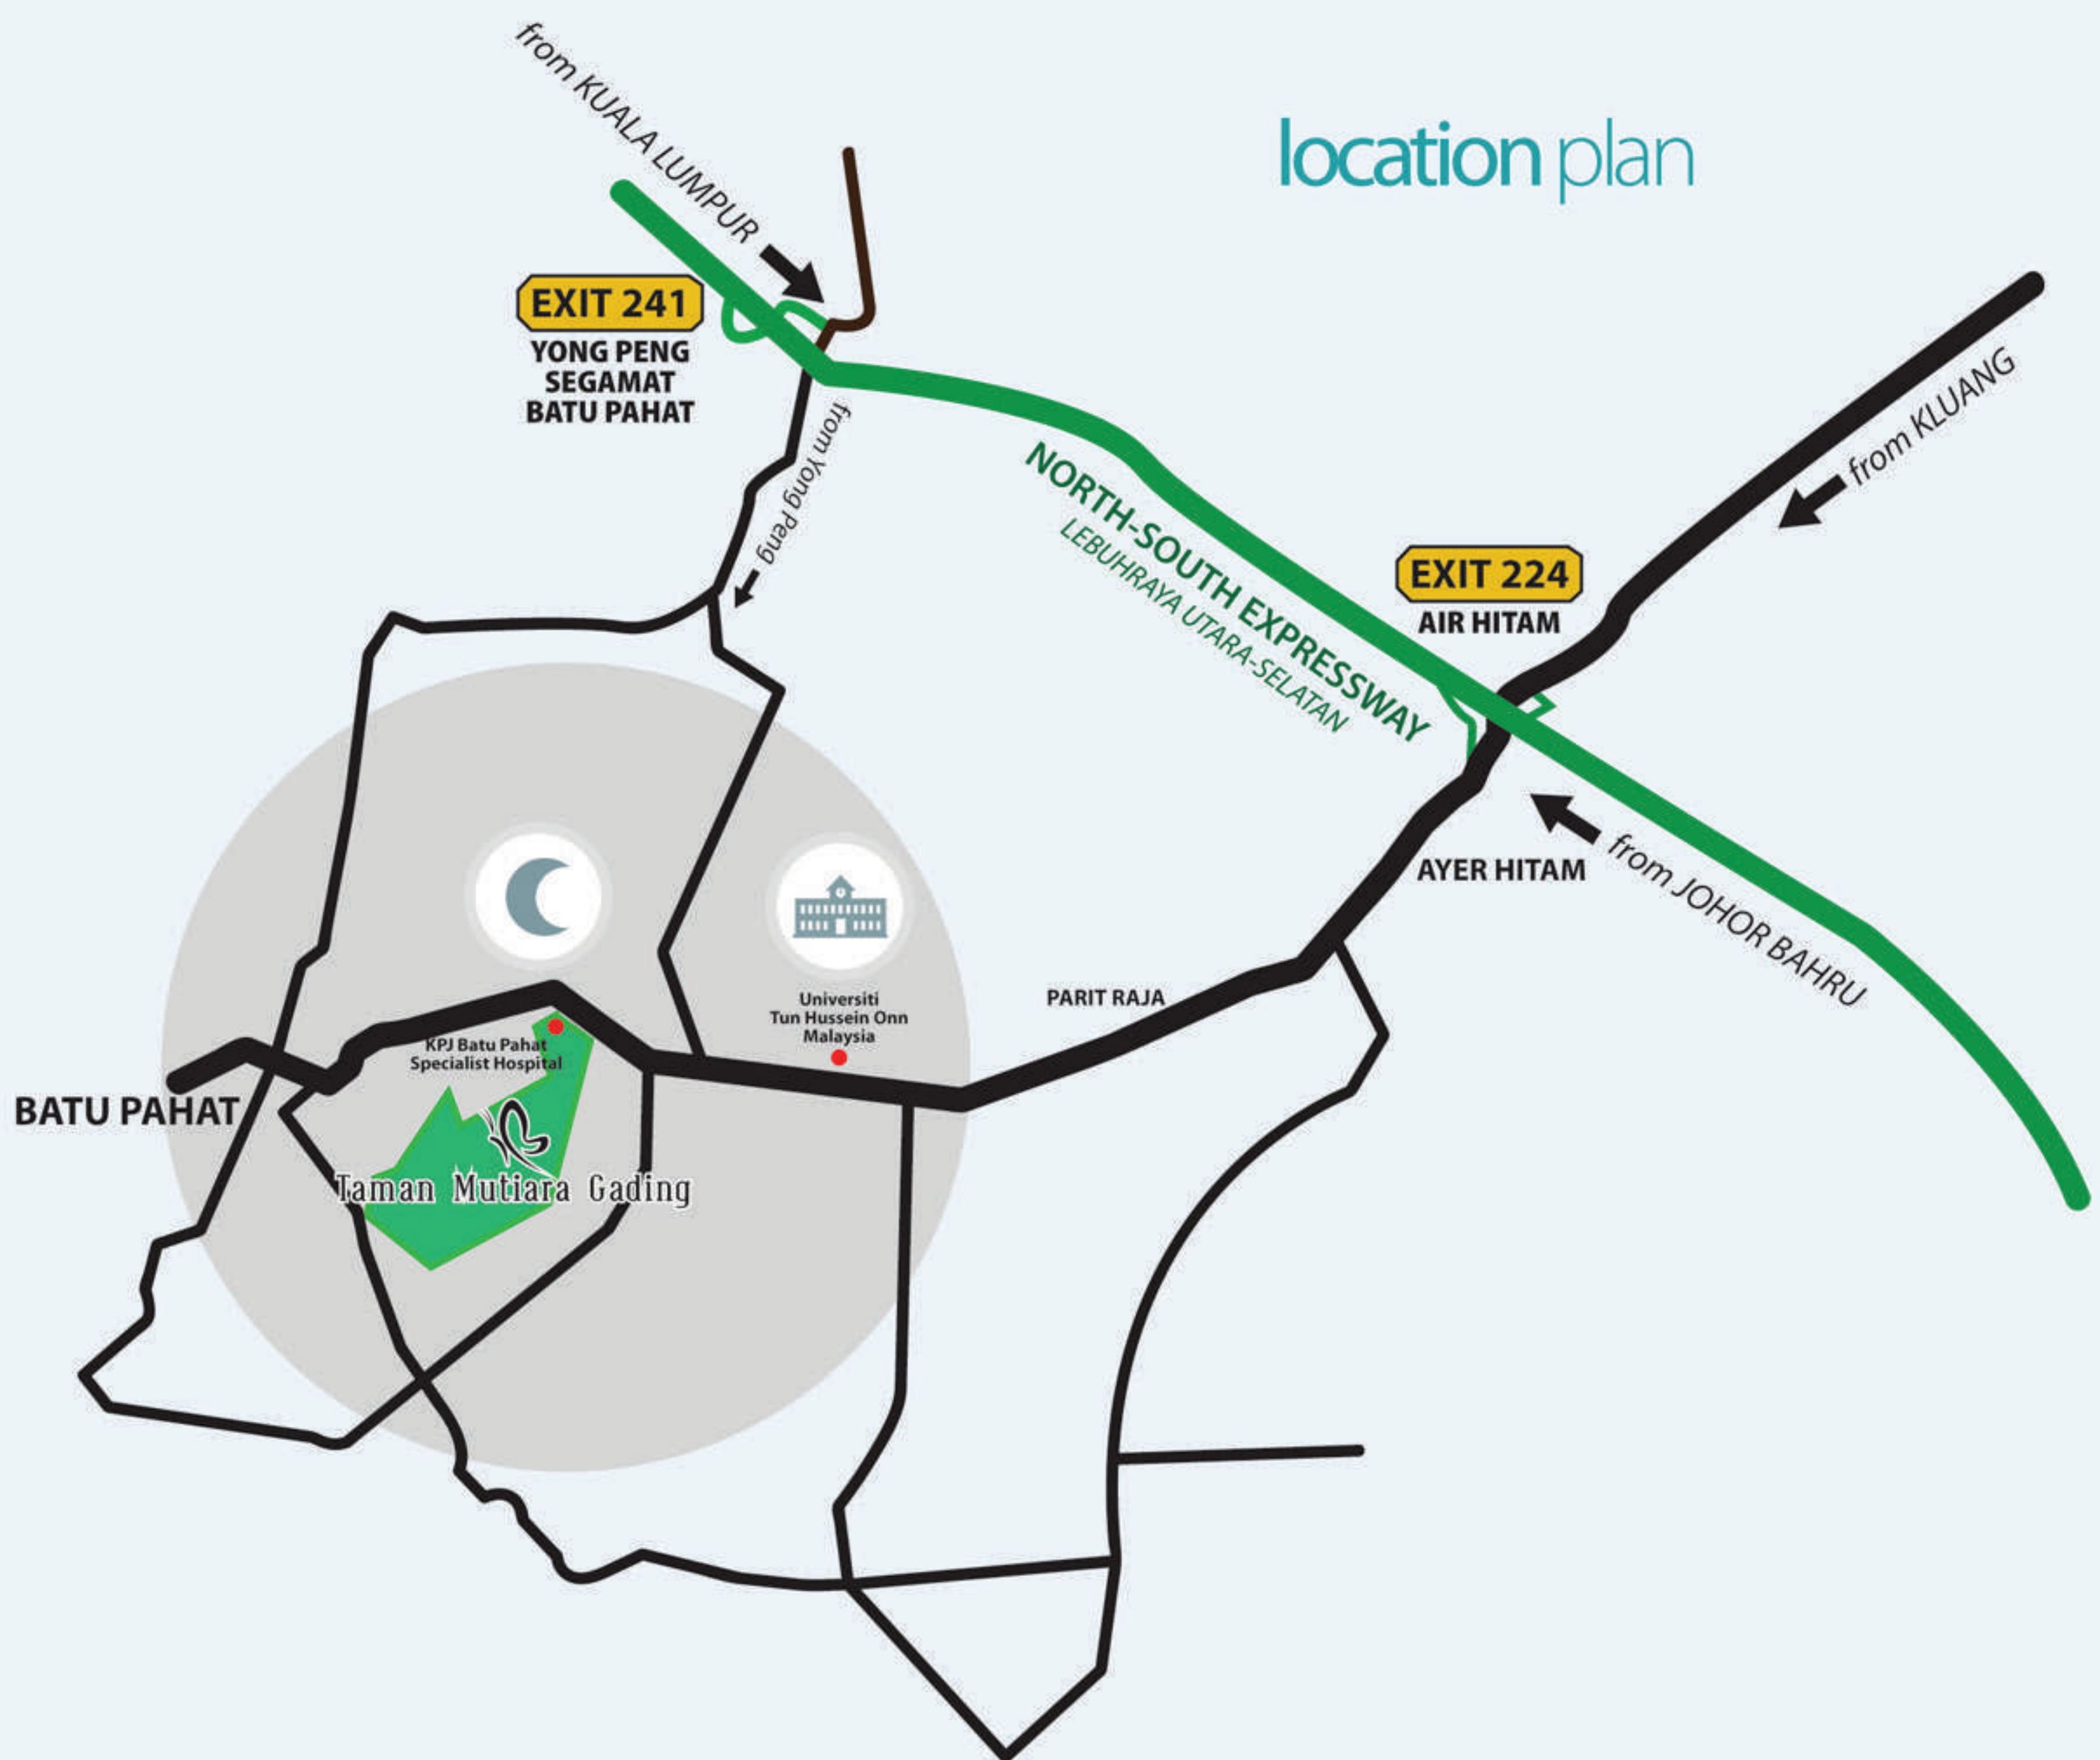 location plan
from KUALA LUMPUR
EXIT 241
YONG PENG
SEGAMAT
BATU PAHAT
from Yong Peng
NORTH-SOUTH EXPRESSWAY
LEBUHRAYA UTARA-SELATAN
from KLUANG
EXIT 224
AIR HITAM
AYER HITAM
from JOHOR BAHRU
PARIT RAJA
Universiti
Tun Hussein Onn
Malaysia
KPJ Batu Pahat
Specialist Hospital
BATU PAHAT
Taman Mutiara Gading